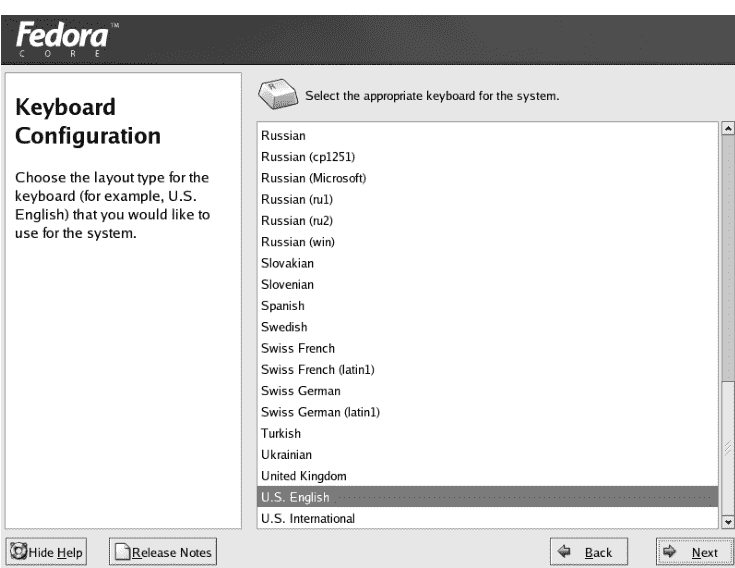 Fedora™
CORE
Keyboard
Configuration
Choose the layout type for the
keyboard (for example, U.S.
English) that you would like to
use for the system.
Select the appropriate keyboard for the system.
Russian
Russian (cp1251)
Russian (Microsoft)
Russian (ru1)
Russian (ru2)
Russian (win)
Slovakian
Slovenian
Spanish
Swedish
Swiss French
Swiss French (latin1)
Swiss German
Swiss German (latin1)
Turkish
Ukrainian
United Kingdom
U.S. English
U.S. International
Hide Help
Release Notes
Back
Next